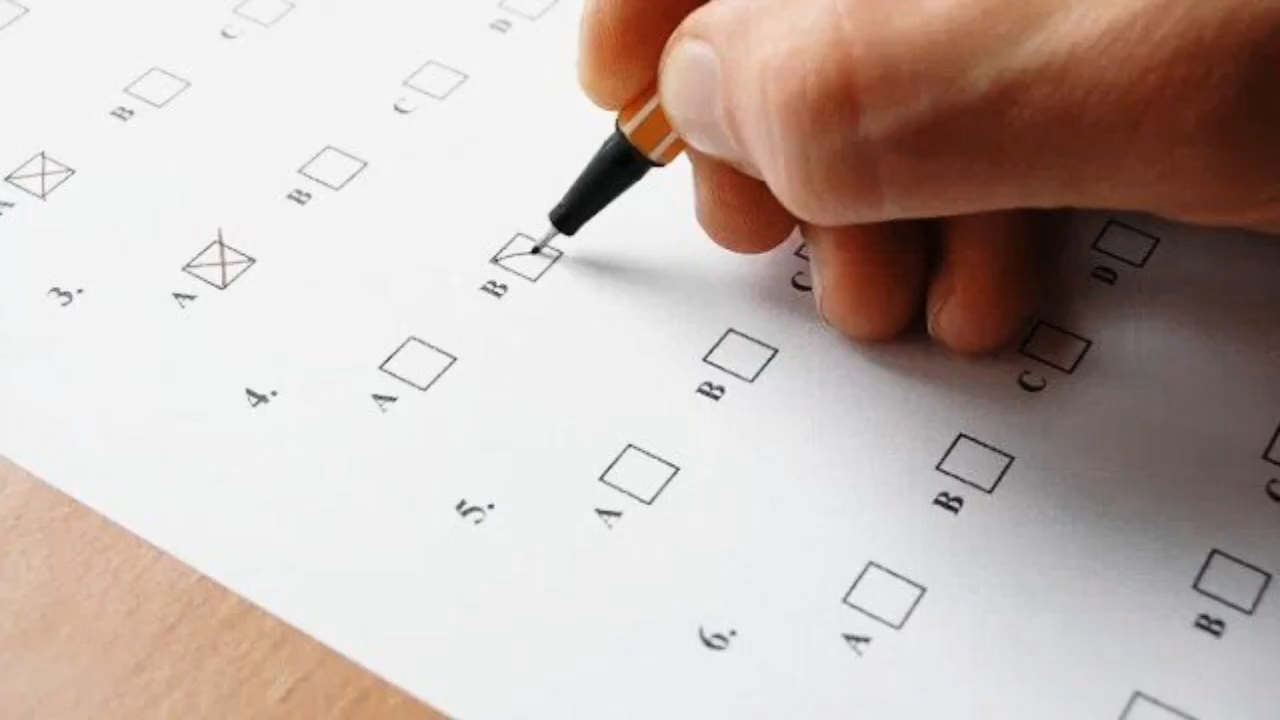 A B C
3. A B C D
4. A B
5. A B C
6. A B C D
B C